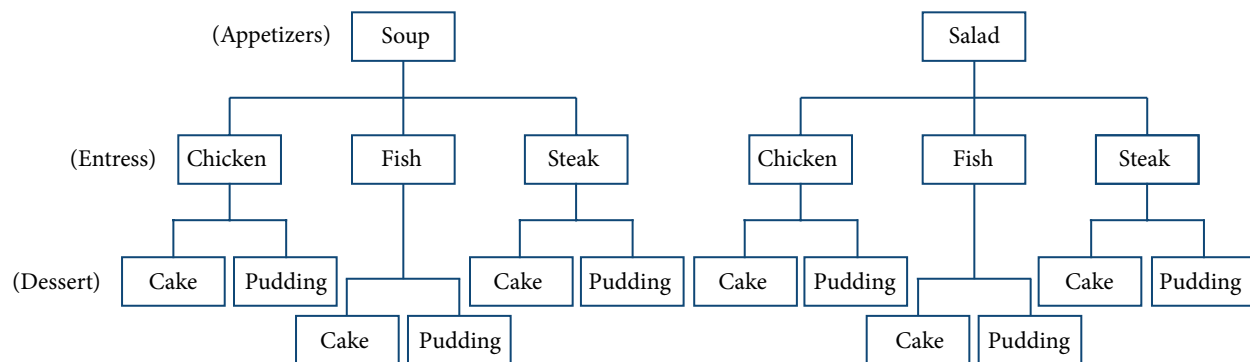 (Appetizers) Soup Salad
(Entress) Chicken Fish Steak Chicken Fish Steak
(Dessert) Cake Pudding Cake Pudding Cake Pudding Cake Pudding
Cake Pudding Cake Pudding